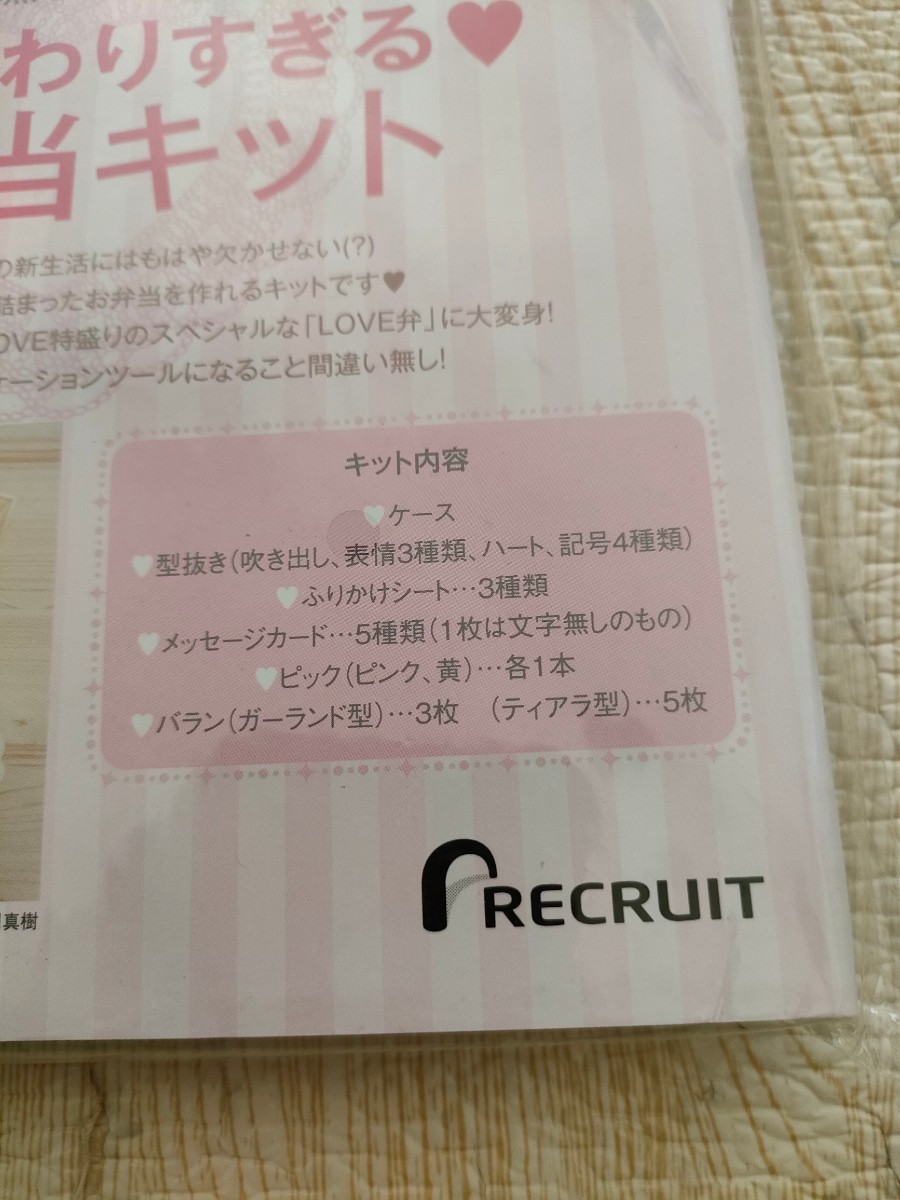 わりすぎる♥
当キット
の新生活にはもはや欠かせない(?)
詰まったお弁当を作れるキットです♥
OVE特盛りのスペシャルな「LOVE弁」に大変身!
ケーションツールになること間違い無し!
キット内容
♥ケース
♥型抜き(吹き出し、表情3種類、ハート、記号4種類)
♥ふりかけシート…3種類
♥メッセージカード…5種類(1枚は文字無しのもの)
♥ピック(ピンク、黄)…各1本
♥バラン(ガーランド型)…3枚 (ティアラ型)…5枚
真樹
RECRUIT